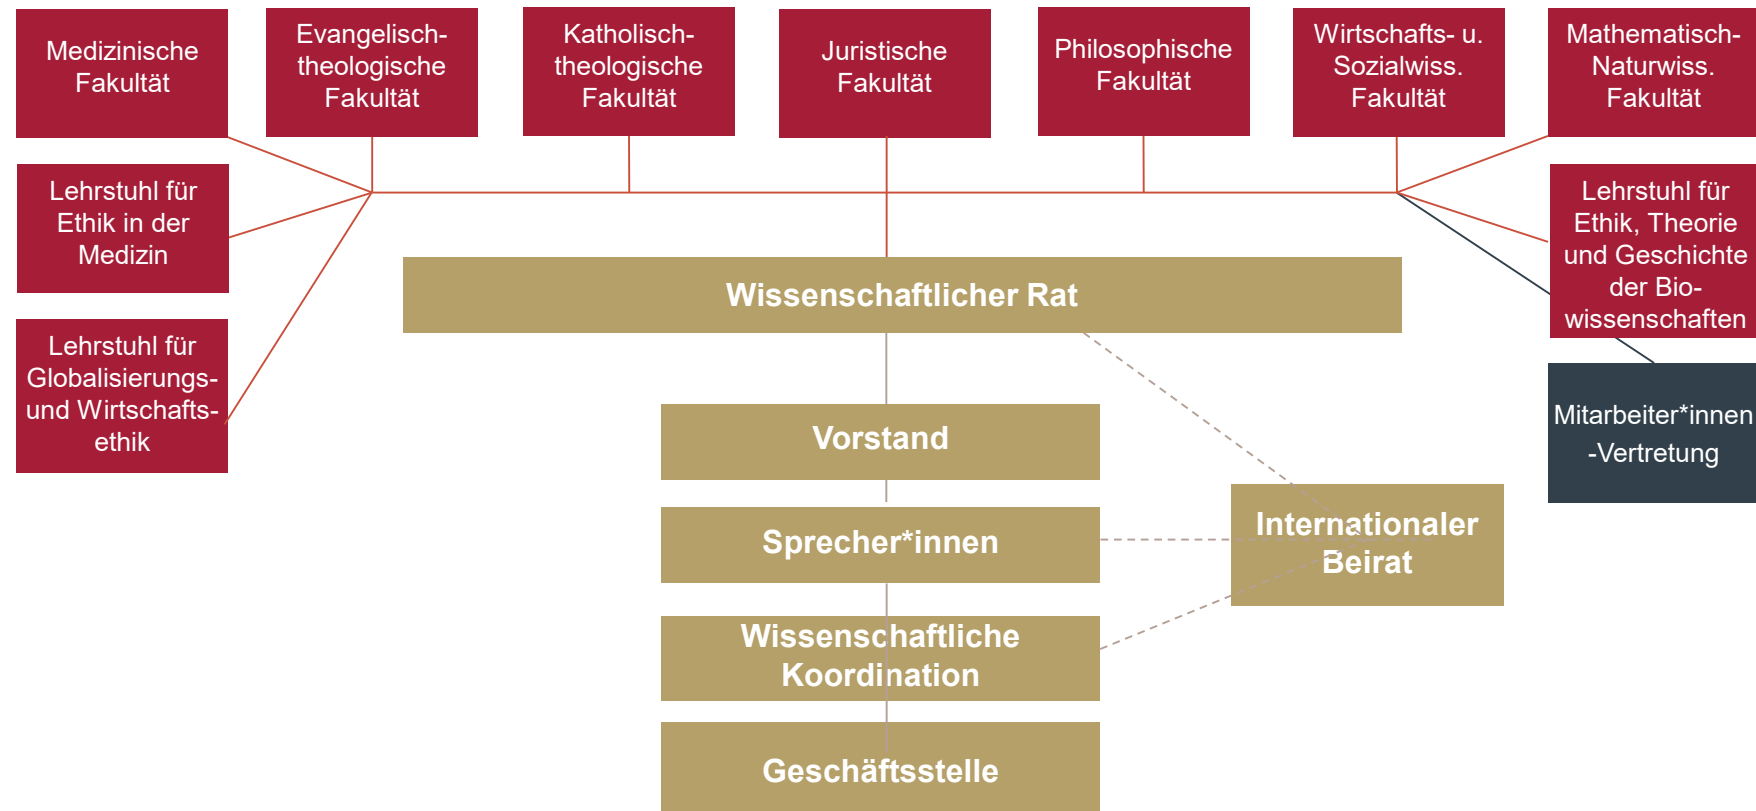 Medizinische
Fakultät
Evangelisch-
theologische
Fakultät
Katholisch-
theologische
Fakultät
Juristische
Fakultät
Philosophische
Fakultät
Wirtschafts- u.
Sozialwiss.
Fakultät
Mathematisch-
Naturwiss.
Fakultät
Lehrstuhl für
Ethik in der
Medizin
Lehrstuhl für
Ethik, Theorie
und Geschichte
der Bio-
wissenschaften
Wissenschaftlicher Rat
Lehrstuhl für
Globalisierungs-
und Wirtschafts-
ethik
Mitarbeiter*innen
-Vertretung
Vorstand
Sprecher*innen
Internationaler
Beirat
Wissenschaftliche
Koordination
Geschäftsstelle